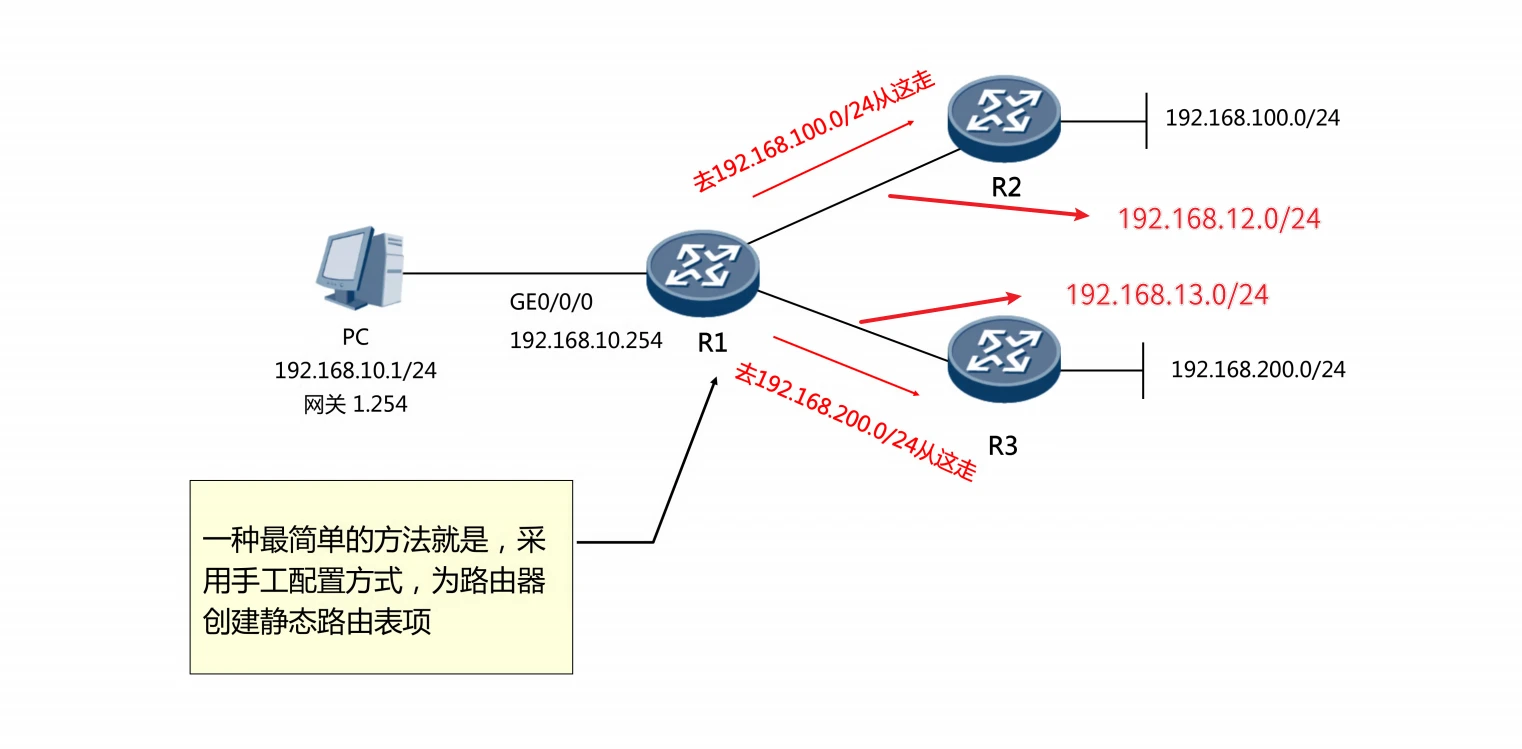 去192.168.100.0/24从这走
192.168.100.0/24
R2
192.168.12.0/24
192.168.13.0/24
GE0/0/0
192.168.10.254
R1
PC
192.168.10.1/24
网关 1.254
去192.168.200.0/24从这走
192.168.200.0/24
R3
一种最简单的方法就是，采
用手工配置方式，为路由器
创建静态路由表项